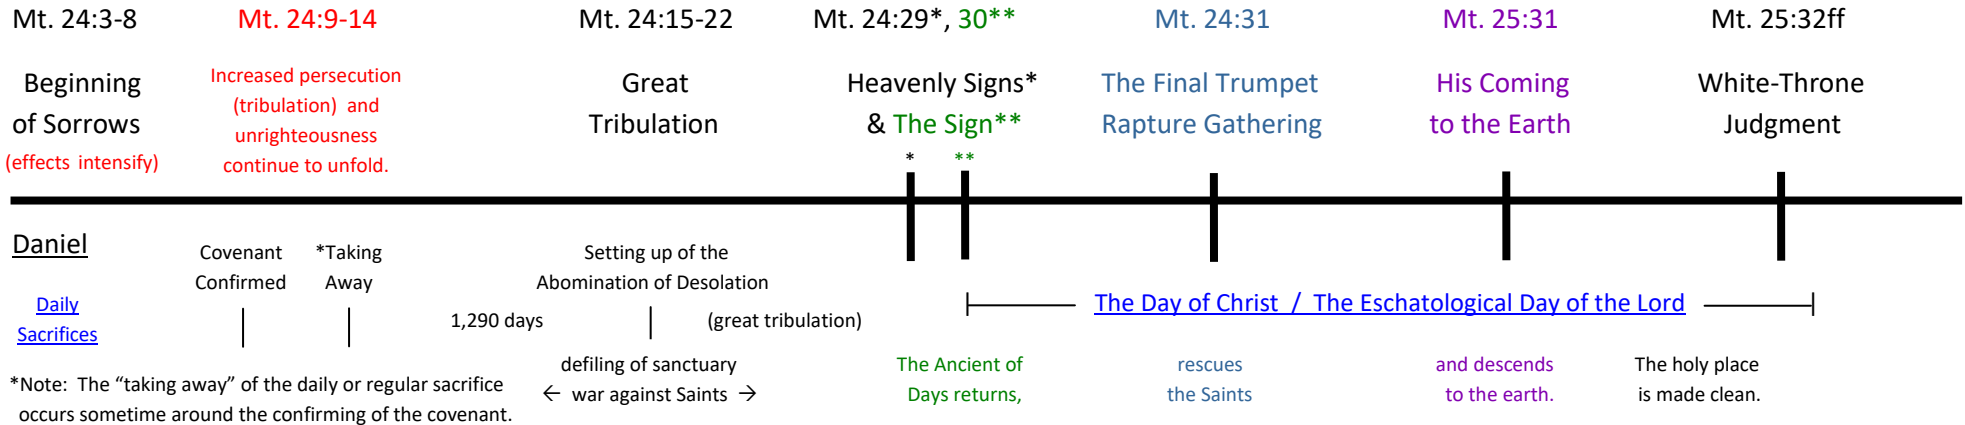 Mt. 24:3-8 Mt. 24:9-14 Mt. 24:15-22 Mt. 24:29*, 30** Mt. 24:31 Mt. 25:31 Mt. 25:32ff
Beginning
of Sorrows
(effects intensify)
Increased persecution
(tribulation) and
unrighteousness
continue to unfold.
Great
Tribulation
Heavenly Signs*
& The Sign**
* **
The Final Trumpet
Rapture Gathering
His Coming
to the Earth
White-Throne
Judgment
Daniel
Daily
Sacrifices
Covenant
Confirmed
*Taking
Away
Setting up of the
Abomination of Desolation
1,290 days (great tribulation)
The Day of Christ / The Eschatological Day of the Lord
*Note: The “taking away” of the daily or regular sacrifice
occurs sometime around the confirming of the covenant.
defiling of sanctuary
← war against Saints →
The Ancient of
Days returns,
rescues
the Saints
and descends
to the earth.
The holy place
is made clean.